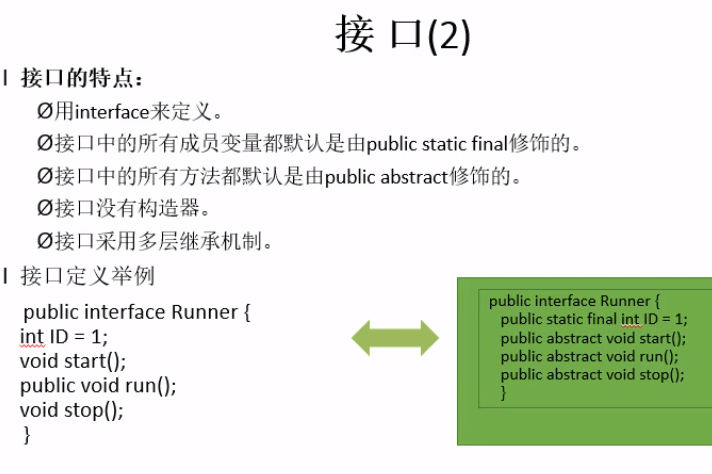 接 口(2)
l 接口的特点：
Ø用interface来定义。
Ø接口中的所有成员变量都默认是由public static final修饰的。
Ø接口中的所有方法都默认是由public abstract修饰的。
Ø接口没有构造器。
Ø接口采用多层继承机制。
l 接口定义举例
public interface Runner {
int ID = 1;
void start();
public void run();
void stop();
}
public interface Runner {
public static final int ID = 1;
public abstract void start();
public abstract void run();
public abstract void stop();
}